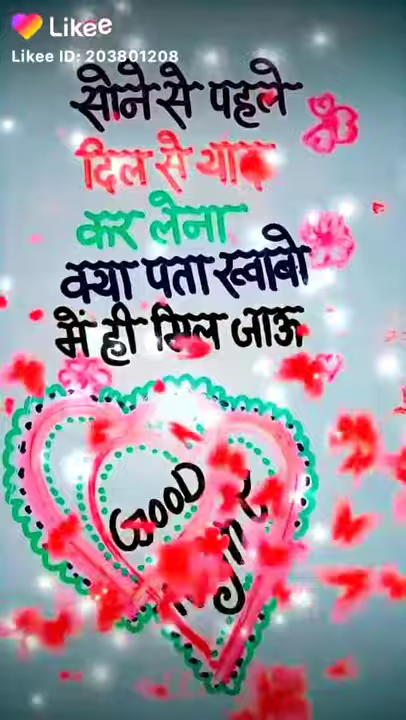 Likee
Likee ID: 203801208
सोने से पहले
दिल से याद
कर लेना
क्या पता ख्वाबो
में ही मिल जाऊ
GOOD